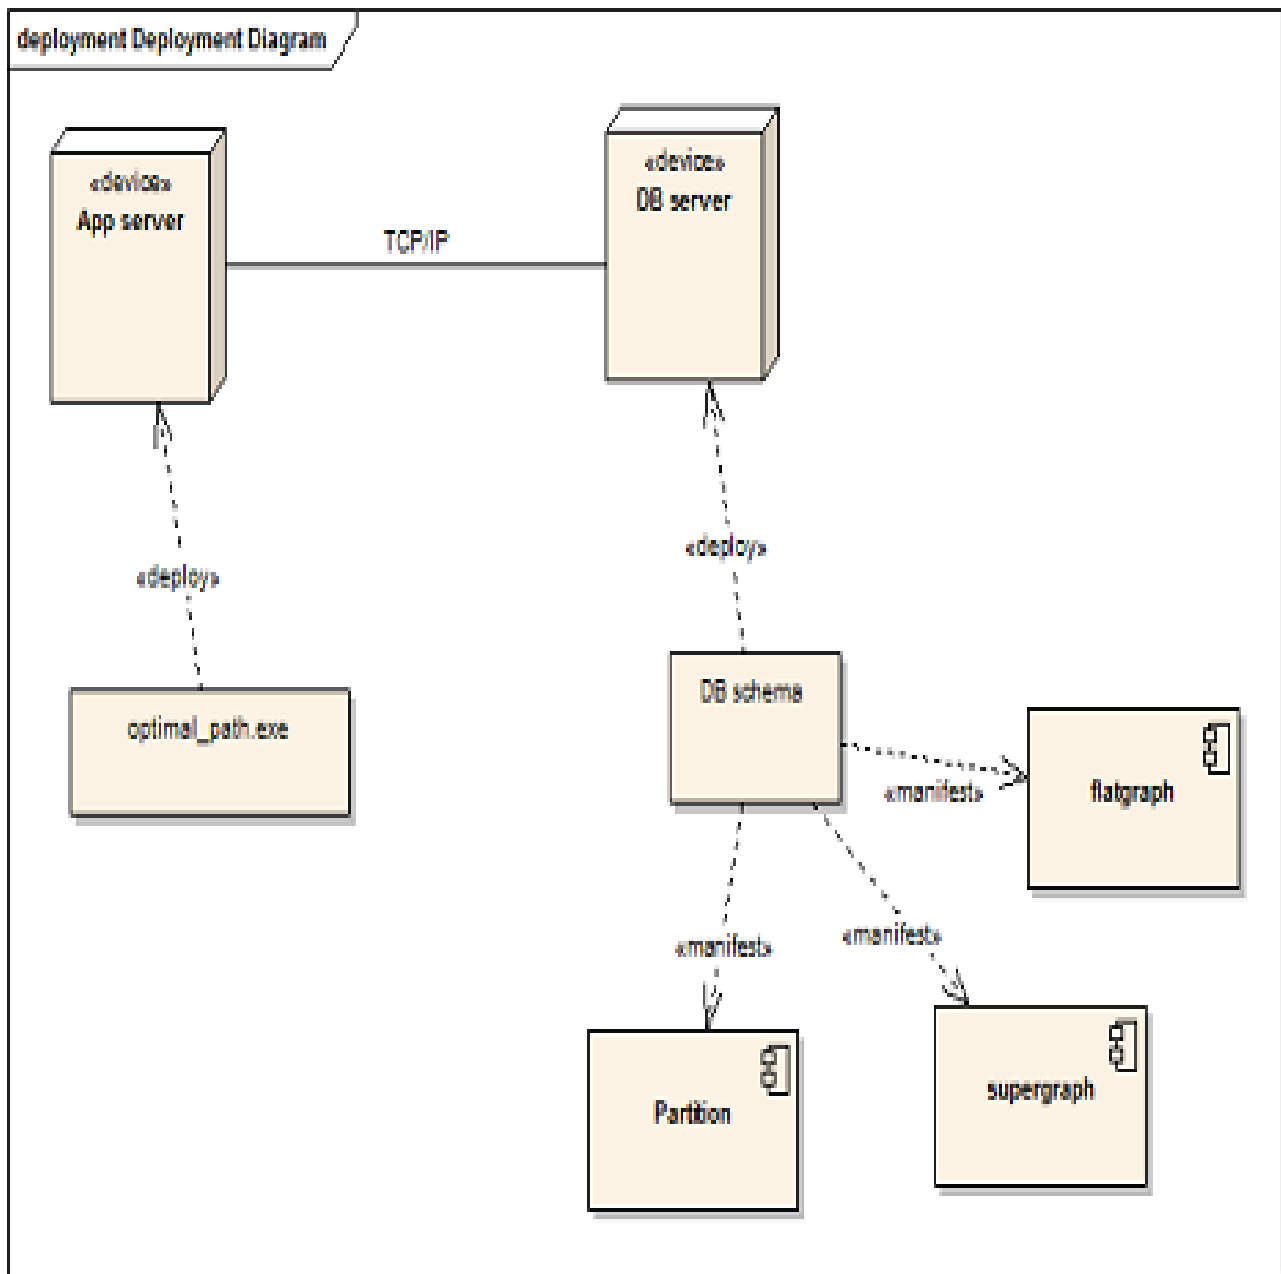 deployment Deployment Diagram
«device»
App server
«device»
DB server
TCP/IP
«deploy»
«deploy»
optimal_path.exe
DB schema
«manifest»
flatgraph
«manifest»
«manifest»
Partition
supergraph